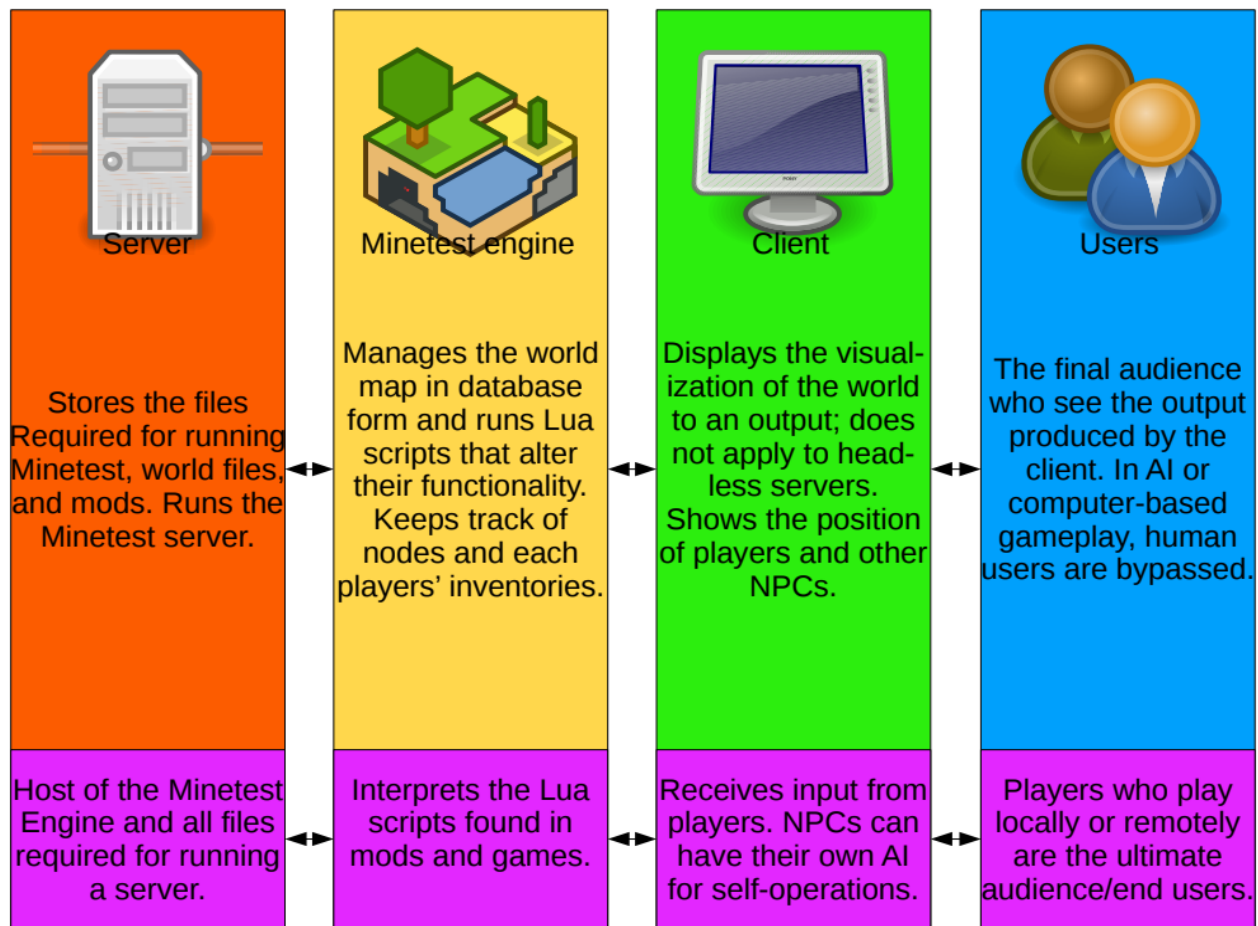 Server
Stores the files
Required for running
Minetest, world files,
and mods. Runs the
Minetest server.
Host of the Minetest
Engine and all files
required for running
a server.
Minetest engine
Manages the world
map in database
form and runs Lua
scripts that alter
their functionality.
Keeps track of
nodes and each
players’ inventories.
Interprets the Lua
scripts found in
mods and games.
Client
Displays the visual-
ization of the world
to an output; does
not apply to head-
less servers.
Shows the position
of players and other
NPCs.
Receives input from
players. NPCs can
have their own AI
for self-operations.
Users
The final audience
who see the output
produced by the
client. In AI or
computer-based
gameplay, human
users are bypassed.
Players who play
locally or remotely
are the ultimate
audience/end users.